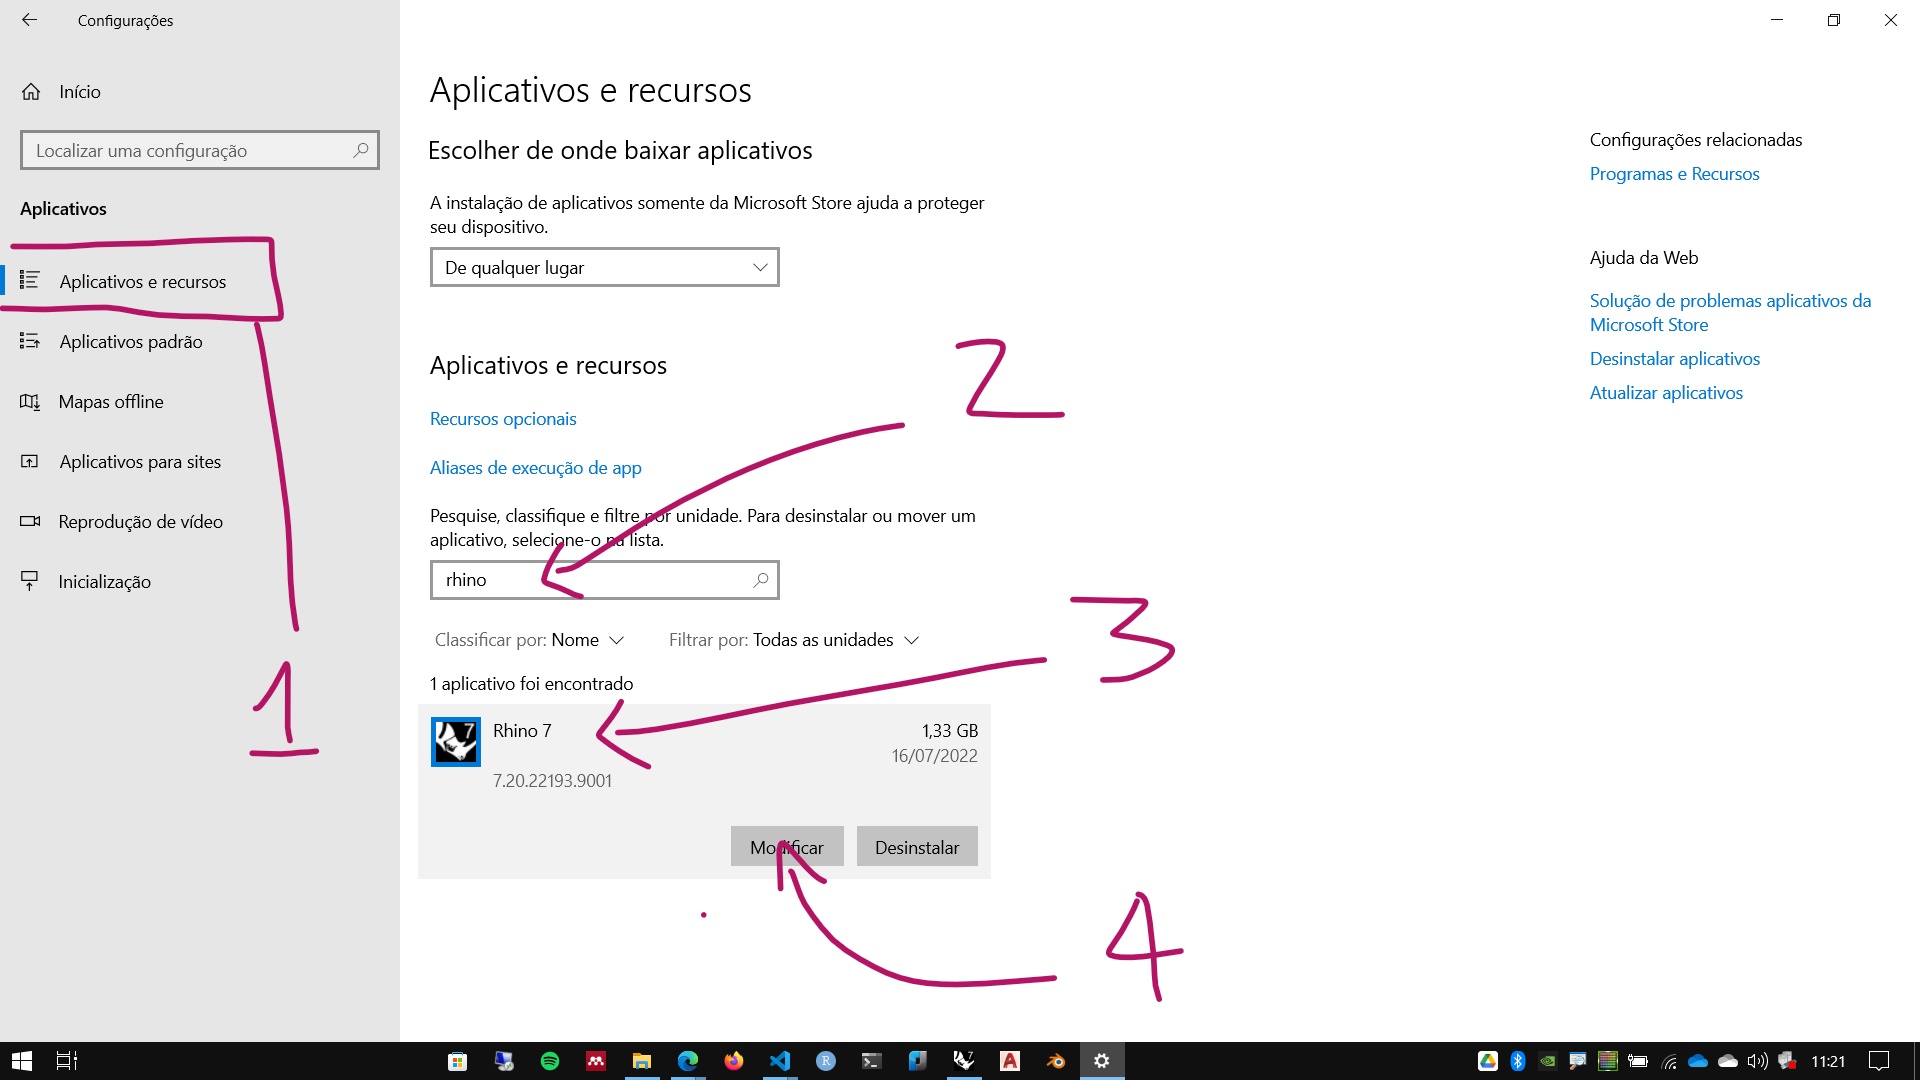 Configurações
Início
Localizar uma configuração
Aplicativos
Aplicativos e recursos
Aplicativos padrão
Mapas offline
Aplicativos para sites
Reprodução de vídeo
Inicialização
1
Aplicativos e recursos
Escolher de onde baixar aplicativos
A instalação de aplicativos somente da Microsoft Store ajuda a proteger
seu dispositivo.
De qualquer lugar
Aplicativos e recursos
2
Recursos opcionais
Aliases de execução de app
Pesquise, classifique e filtre por unidade. Para desinstalar ou mover um
aplicativo, selecione-o na lista.
rhino
3
Classificar por: Nome
Filtrar por: Todas as unidades
1 aplicativo foi encontrado
7
Rhino 7
1,33 GB
16/07/2022
7.20.22193.9001
Modificar
Desinstalar
4
Configurações relacionadas
Programas e Recursos
Ajuda da Web
Solução de problemas aplicativos da
Microsoft Store
Desinstalar aplicativos
Atualizar aplicativos
R
7
A
11:21